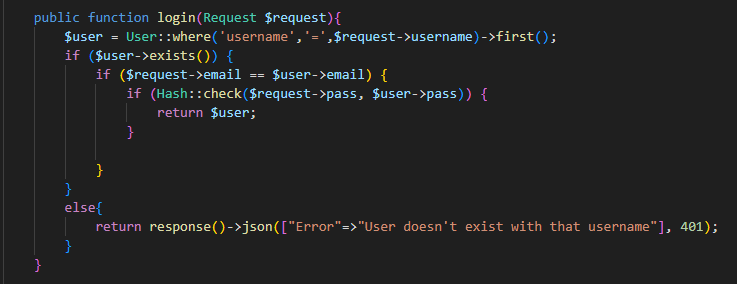 public function login(Request $request){
$user = User::where('username','=',$request->username)->first();
if ($user->exists()) {
if ($request->email == $user->email) {
if (Hash::check($request->pass, $user->pass)) {
return $user;
}
}
}
else{
return response()->json(["Error"=>"User doesn't exist with that username"], 401);
}
}